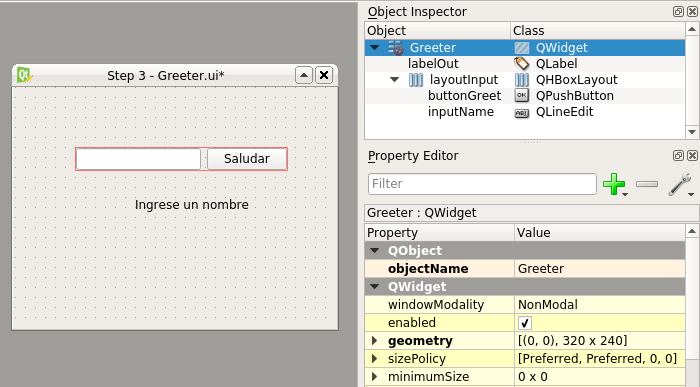 Step 3 - Greeter.ui*
Saludar
Ingrese un nombre
Object Inspector
Object Class
Greeter QWidget
labelOut QLabel
layoutInput QHBoxLayout
buttonGreet QPushButton
inputName QLineEdit
Property Editor
Filter
Greeter : QWidget
Property Value
QObject
objectName Greeter
QWidget
windowModality NonModal
enabled
geometry [(0, 0), 320 x 240]
sizePolicy [Preferred, Preferred, 0, 0]
minimumSize 0 x 0